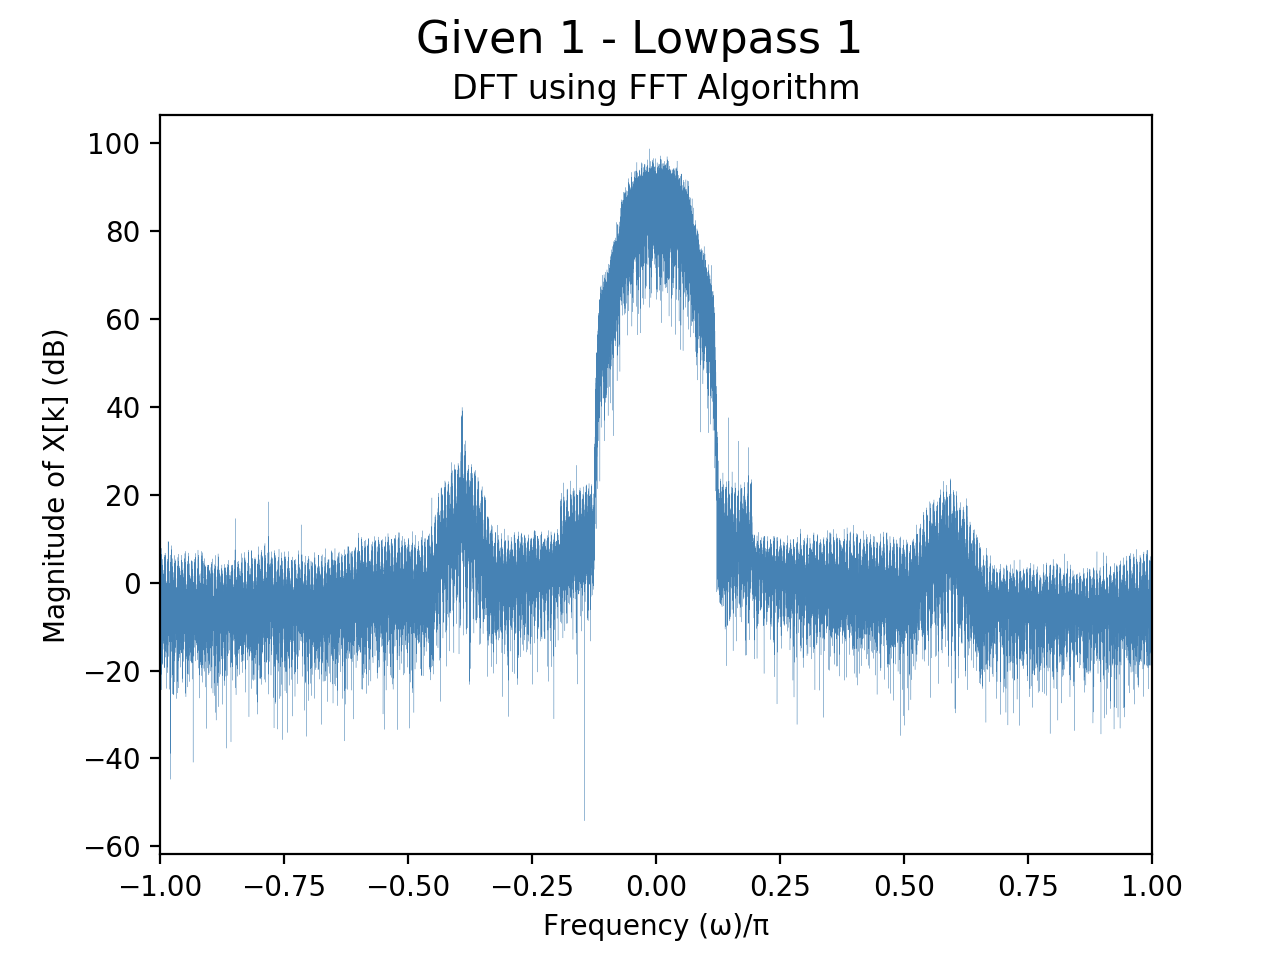 Given 1 - Lowpass 1
DFT using FFT Algorithm
Magnitude of X[k] (dB)
100
80
60
40
20
0
−20
−40
−60
−1.00 −0.75 −0.50 −0.25 0.00 0.25 0.50 0.75 1.00
Frequency (ω)/π